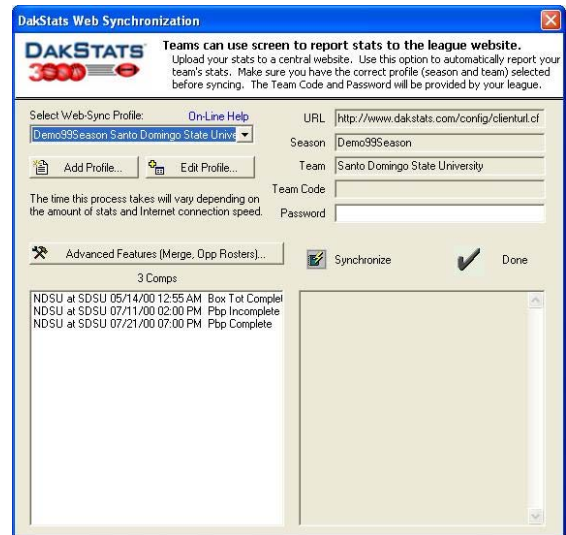 DakStats Web Synchronization
DAKSTATS
3000
Teams can use screen to report stats to the league website.
Upload your stats to a central website. Use this option to automatically report your
team's stats. Make sure you have the correct profile (season and team) selected
before syncing. The Team Code and Password will be provided by your league.
Select Web-Sync Profile: On-Line Help
Demo99Season Santo Domingo State Unive
Add Profile... Edit Profile...
The time this process takes will vary depending on
the amount of stats and Internet connection speed.
URL http://www.dakstats.com/config/clienturl.cf
Season Demo99Season
Team Santo Domingo State University
Team Code
Password
Advanced Features (Merge, Opp Rosters)...
Synchronize Done
3 Comps
NDSU at SDSU 05/14/00 12:55 AM Box Tot Complet
NDSU at SDSU 07/11/00 02:00 PM Pbp Incomplete
NDSU at SDSU 07/21/00 07:00 PM Pbp Complete